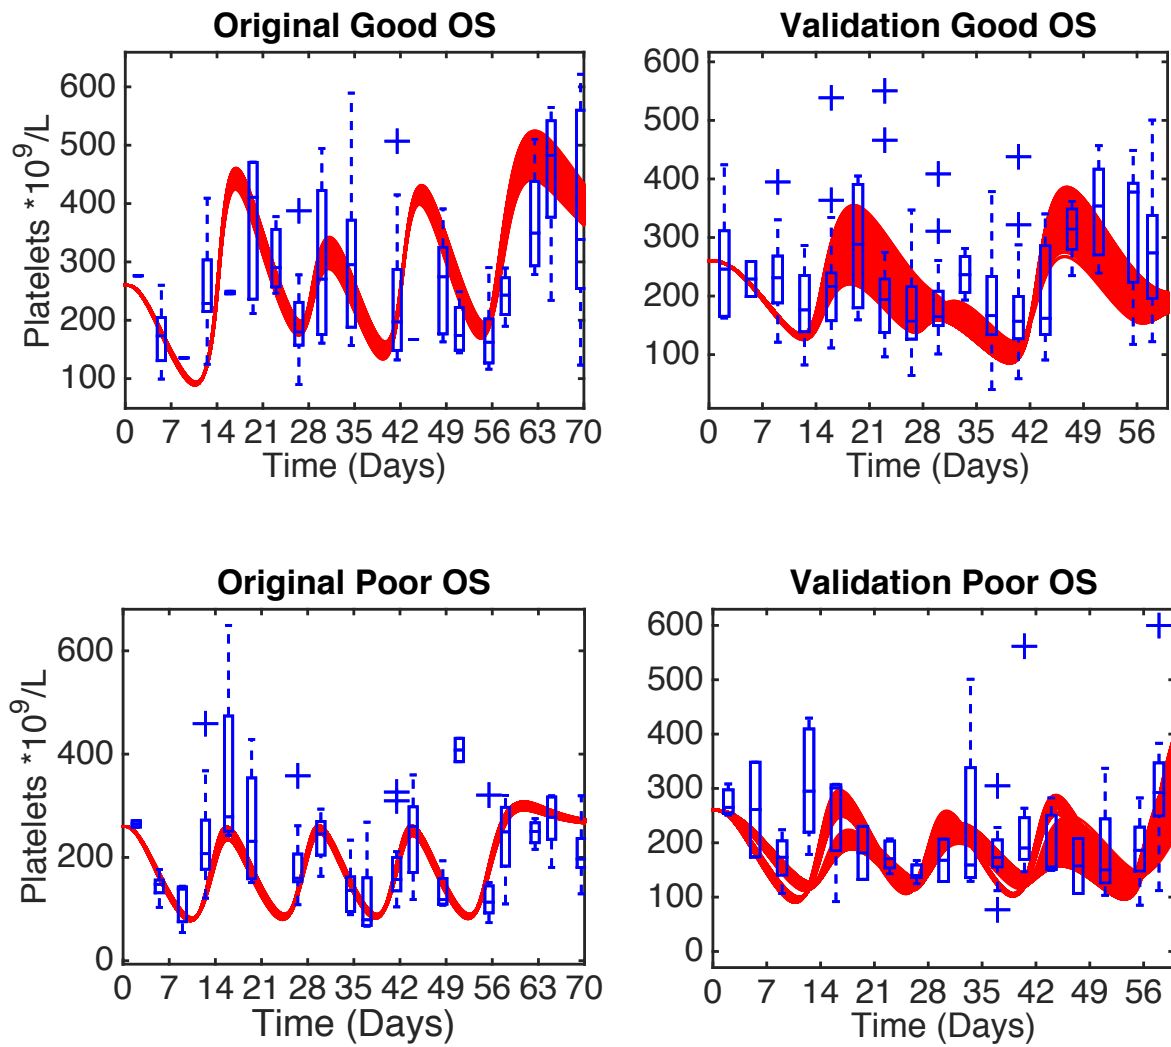 Original Good OS
Platelets *10^9/L
600
500
400
300
200
100
0 7 14 21 28 35 42 49 56 63 70
Time (Days)
Validation Good OS
600
500
400
300
200
100
0 7 14 21 28 35 42 49 56
Time (Days)
Original Poor OS
Platelets *10^9/L
600
400
200
0
0 7 14 21 28 35 42 49 56 63 70
Time (Days)
Validation Poor OS
600
500
400
300
200
100
0
0 7 14 21 28 35 42 49 56
Time (Days)